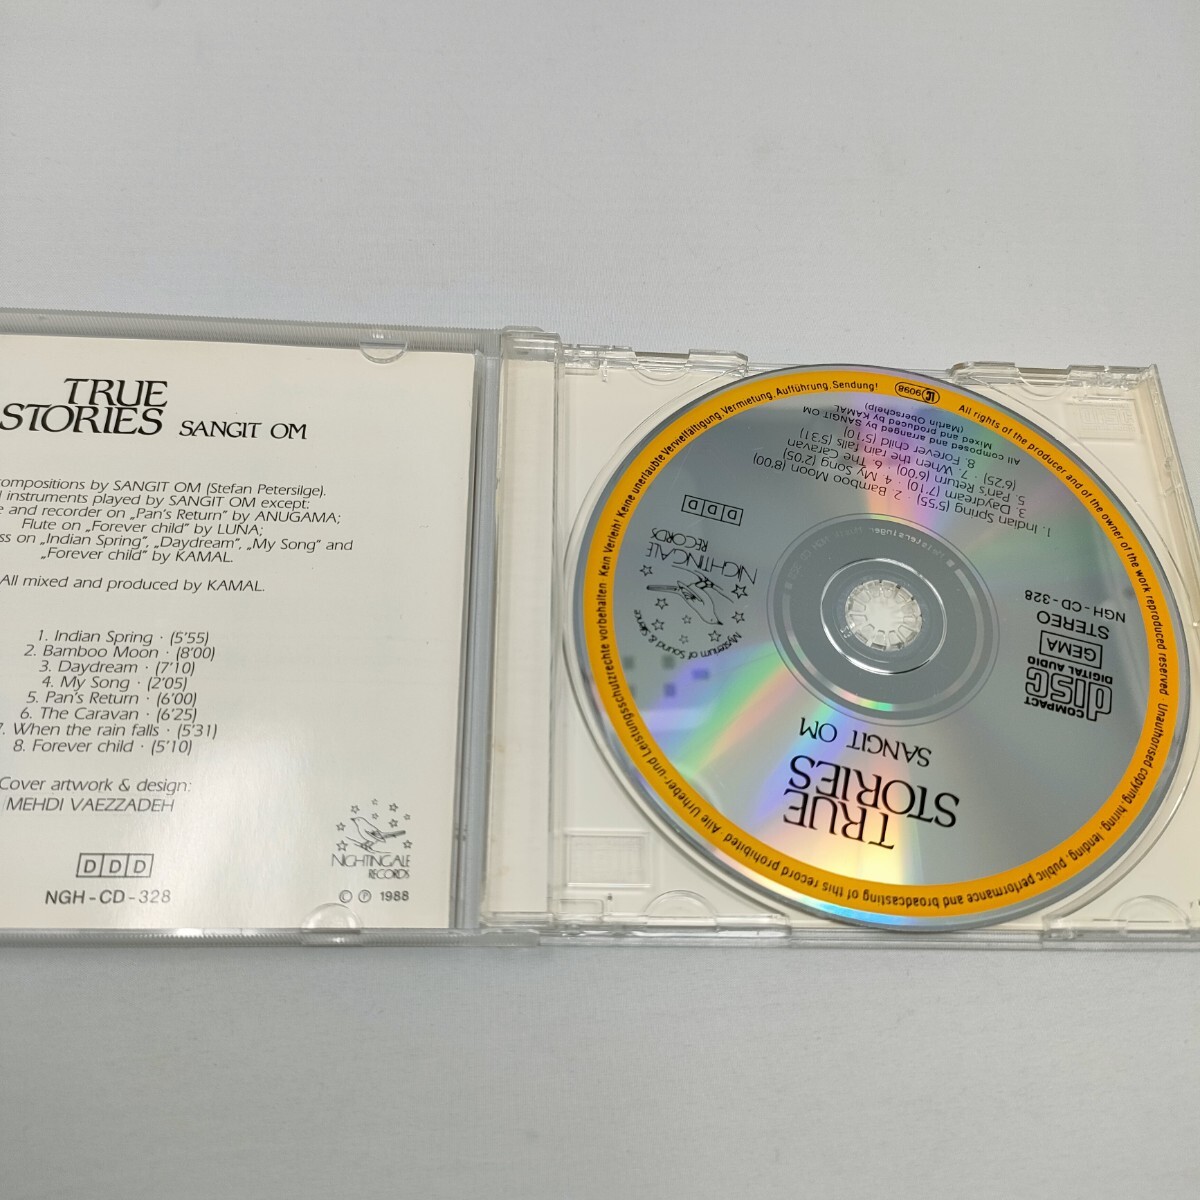 TRUE
STORIES SANGIT OM
compositions by SANGIT OM (Stefan Petersilge).
instruments played by SANGIT OM except:
and recorder on „Pan's Return" by ANUGAMA;
Flute on „Forever child" by LUNA;
on „Indian Spring", „Daydream", „My Song" and
„Forever child" by KAMAL.
All mixed and produced by KAMAL.
1. Indian Spring · (5'55)
2. Bamboo Moon · (8'00)
3. Daydream · (7'10)
4. My Song · (2'05)
5. Pan's Return · (6'00)
6. The Caravan · (6'25)
7. When the rain falls · (5'31)
8. Forever child · (5'10)
Cover artwork & design:
MEHDI VAEZZADEH
DDD
NGH-CD-328
NIGHTINGALE
RECORDS
© ℗ 1988
TRUE
STORIES
SANGIT OM
COMPACT
disc
DIGITAL AUDIO
GEMA
STEREO
NGH-CD-328
Mysterium of Sound & Silence
NIGHTINGALE
RECORDS
DDD
1. Indian Spring (5'55) 2. Bamboo Moon (8'00)
3. Daydream (7'10) 4. My Song (2'05)
5. Pan's Return (6'00) 6. The Caravan
(6'25) 7. When the rain falls (5'31)
8. Forever child (5'10)
All composed and arranged by SANGIT OM
Mixed and produced by KAMAL
(Martin Oberschelp)
All rights of the producer and of the owner of the work reproduced reserved. Unauthorised copying, hiring, lending, public performance and broadcasting of this record prohibited. Alle Urheber-und Leistungsschutzrechte vorbehalten. Kein Verleih! Keine unerlaubte Vervielfältigung, Vermietung, Aufführung, Sendung!
LC 9098